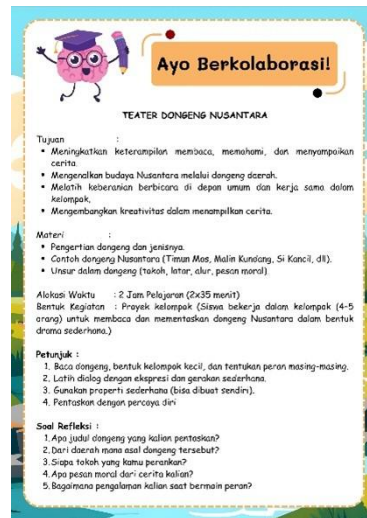 Ayo Berkolaborasi!
TEATER DONGENG NUSANTARA
Tujuan :
• Meningkatkan keterampilan membaca, memahami, dan menyampaikan
cerita.
• Mengenalkan budaya Nusantara melalui dongeng daerah.
• Melatih keberanian berbicara di depan umum dan kerja sama dalam
kelompok.
• Mengembangkan kreativitas dalam menampilkan cerita.
Materi :
• Pengertian dongeng dan jenisnya.
• Contoh dongeng Nusantara (Timun Mas, Malin Kundang, Si Kancil, dll).
• Unsur dalam dongeng (tokoh, latar, alur, pesan moral).
Alokasi Waktu : 2 Jam Pelajaran (2x35 menit)
Bentuk Kegiatan : Proyek kelompok (Siswa bekerja dalam kelompok (4-5
orang) untuk membaca dan mementaskan dongeng Nusantara dalam bentuk
drama sederhana.)
Petunjuk :
1. Baca dongeng, bentuk kelompok kecil, dan tentukan peran masing-masing.
2. Latih dialog dengan ekspresi dan gerakan sederhana.
3. Gunakan properti sederhana (bisa dibuat sendiri).
4. Pentaskan dengan percaya diri
Soal Refleksi :
1. Apa judul dongeng yang kalian pentaskan?
2. Dari daerah mana asal dongeng tersebut?
3. Siapa tokoh yang kamu perankan?
4. Apa pesan moral dari cerita kalian?
5. Bagaimana pengalaman kalian saat bermain peran?